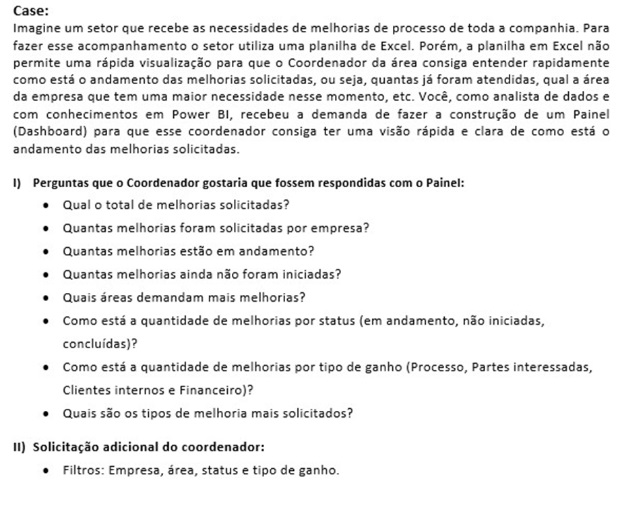 Case:
Imagine um setor que recebe as necessidades de melhorias de processo de toda a companhia. Para
fazer esse acompanhamento o setor utiliza uma planilha de Excel. Porém, a planilha em Excel não
permite uma rápida visualização para que o Coordenador da área consiga entender rapidamente
como está o andamento das melhorias solicitadas, ou seja, quantas já foram atendidas, qual a área
da empresa que tem uma maior necessidade nesse momento, etc. Você, como analista de dados e
com conhecimentos em Power BI, recebeu a demanda de fazer a construção de um Painel
(Dashboard) para que esse coordenador consiga ter uma visão rápida e clara de como está o
andamento das melhorias solicitadas.
I) Perguntas que o Coordenador gostaria que fossem respondidas com o Painel:
• Qual o total de melhorias solicitadas?
• Quantas melhorias foram solicitadas por empresa?
• Quantas melhorias estão em andamento?
• Quantas melhorias ainda não foram iniciadas?
• Quais áreas demandam mais melhorias?
• Como está a quantidade de melhorias por status (em andamento, não iniciadas,
concluídas)?
• Como está a quantidade de melhorias por tipo de ganho (Processo, Partes interessadas,
Clientes internos e Financeiro)?
• Quais são os tipos de melhoria mais solicitados?
II) Solicitação adicional do coordenador:
• Filtros: Empresa, área, status e tipo de ganho.